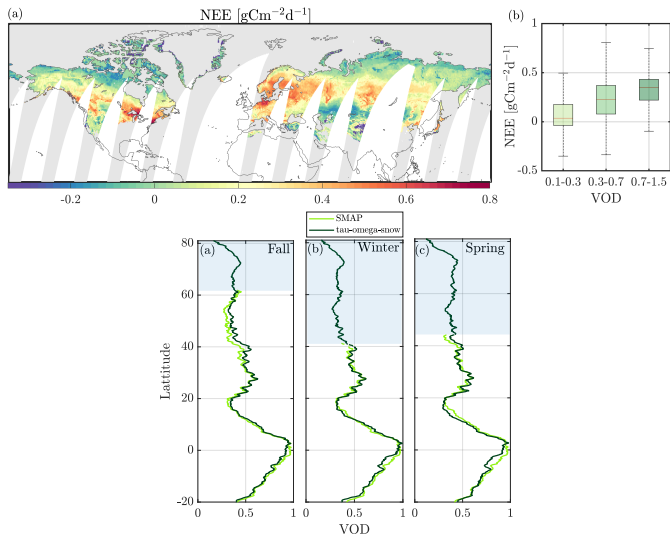 (a)
NEE [gCm−2d−1]
-0.2
0
0.2
0.4
0.6
0.8
(b)
NEE [gCm−2d−1]
1
0.5
0
-0.5
0.1-0.3 0.3-0.7 0.7-1.5
VOD
SMAP
tau-omega-snow
(a) Fall
(b) Winter
(c) Spring
Lattitude
80
60
40
20
0
-20
0 0.5 1
0 0.5 1
0 0.5 1
VOD